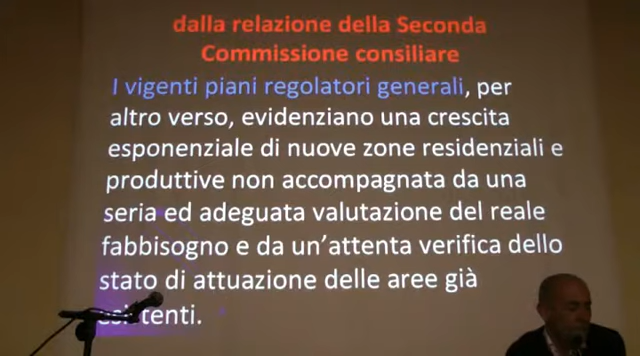 dalla relazione della Seconda
Commissione consiliare
I vigenti piani regolatori generali, per
altro verso, evidenziano una crescita
esponenziale di nuove zone residenziali e
produttive non accompagnata da una
seria ed adeguata valutazione del reale
fabbisogno e da un'attenta verifica dello
stato di attuazione delle aree già
esistenti.